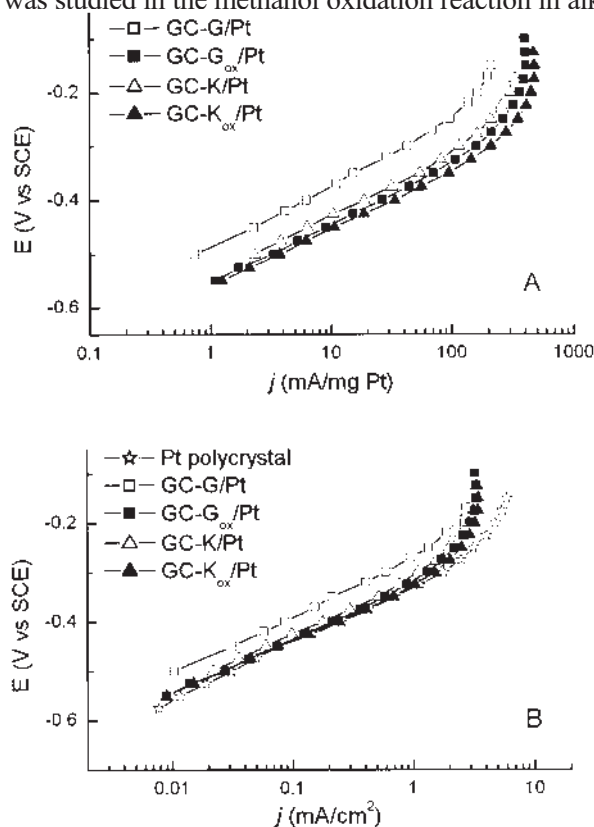 was studied in the methanol oxidation reaction in alk
GC-G/Pt
GC-Gox/Pt
GC-K/Pt
GC-Kox/Pt
E (V vs SCE)
-0.2
-0.4
-0.6
A
0.1 1 10 100 1000
j (mA/mg Pt)
Pt polycrystal
GC-G/Pt
GC-Gox/Pt
GC-K/Pt
GC-Kox/Pt
E (V vs SCE)
-0.2
-0.4
-0 6
B
0.01 0.1 1 10
j (mA/cm²)